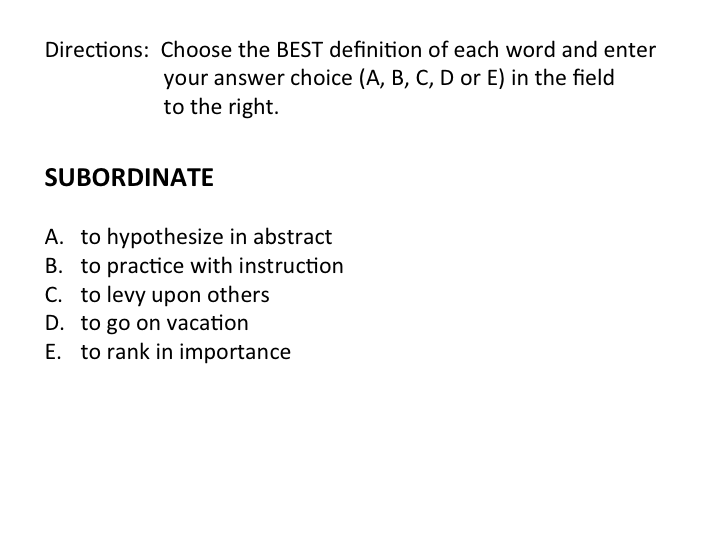 Directions: Choose the BEST definition of each word and enter
your answer choice (A, B, C, D or E) in the field
to the right.
SUBORDINATE
A. to hypothesize in abstract
B. to practice with instruction
C. to levy upon others
D. to go on vacation
E. to rank in importance